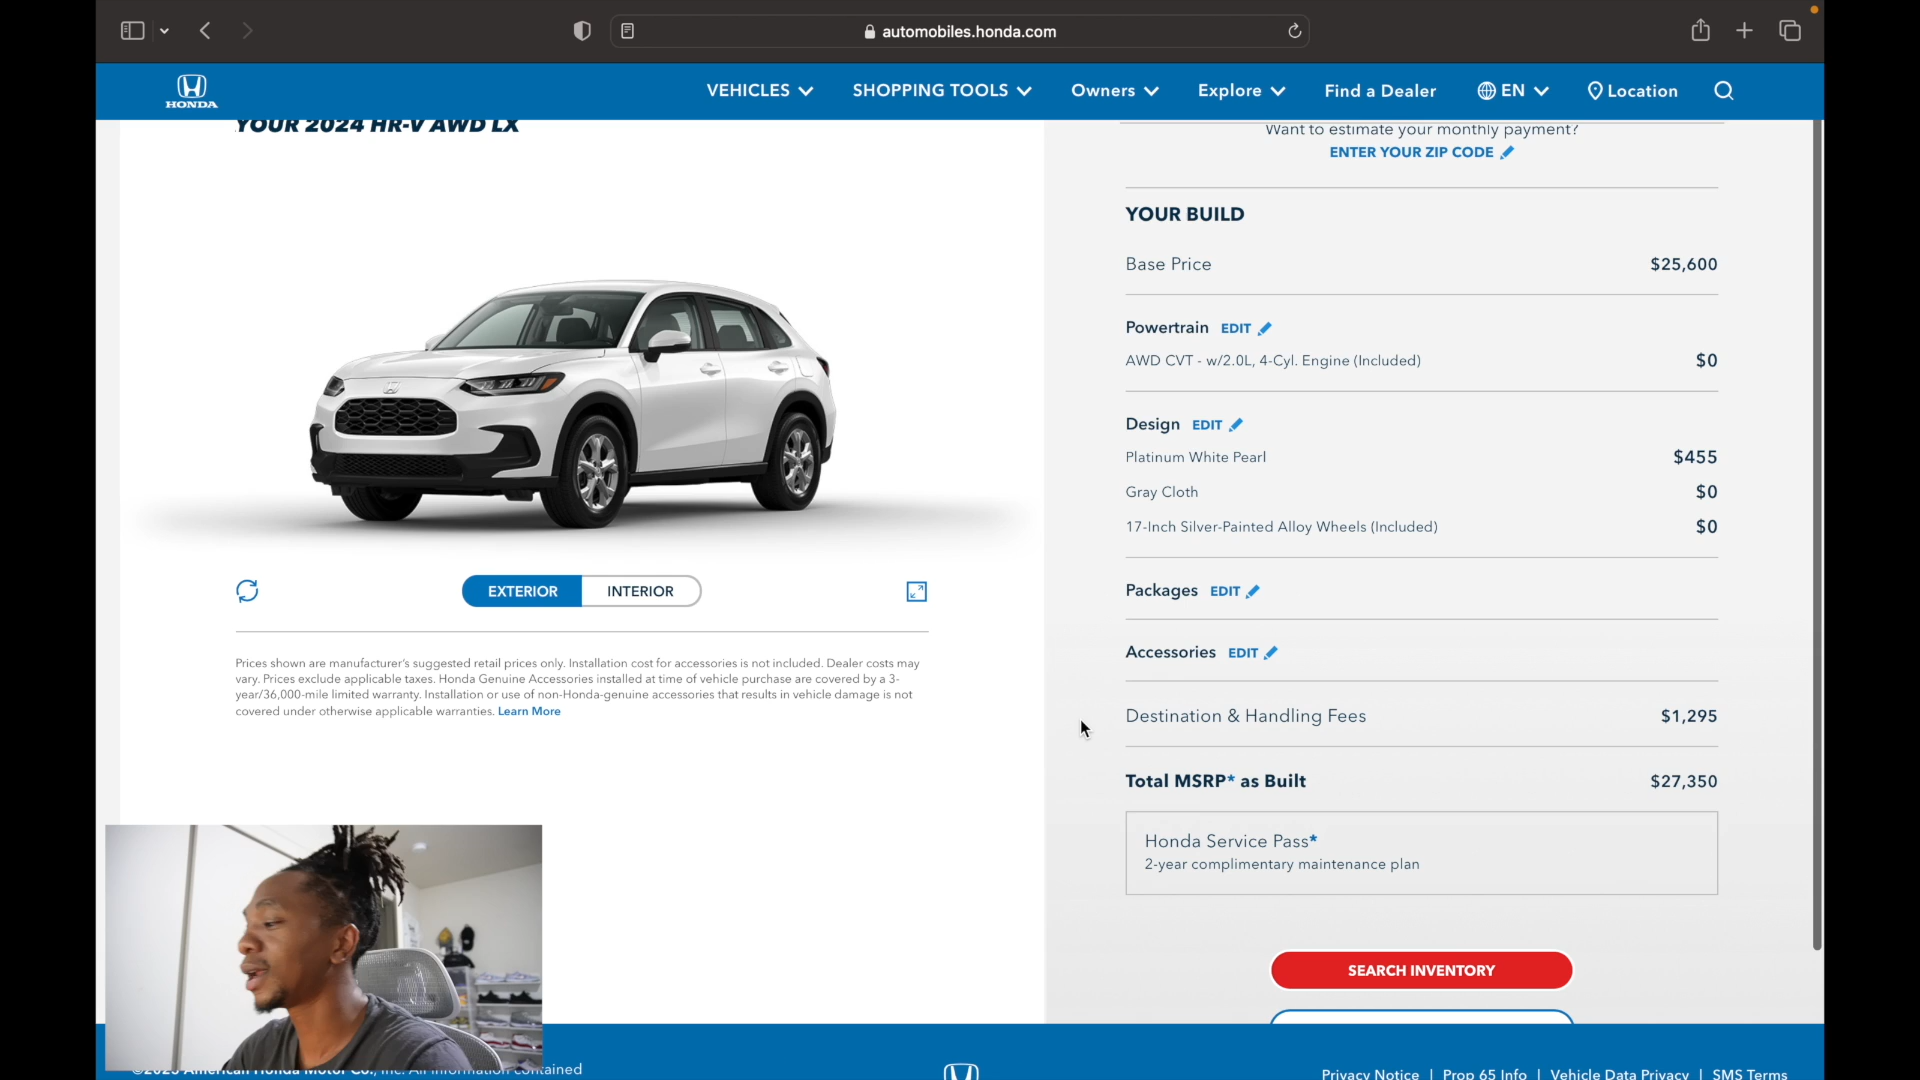 automobiles.honda.com
HONDA
VEHICLES
SHOPPING TOOLS
Owners
Explore
Find a Dealer
EN
Location
YOUR 2024 HR-V AWD LX
Want to estimate your monthly payment?
ENTER YOUR ZIP CODE
YOUR BUILD
Base Price $25,600
Powertrain EDIT
AWD CVT - w/2.0L, 4-Cyl. Engine (Included) $0
Design EDIT
Platinum White Pearl $455
Gray Cloth $0
17-Inch Silver-Painted Alloy Wheels (Included) $0
Packages EDIT
Accessories EDIT
Destination & Handling Fees $1,295
Total MSRP* as Built $27,350
Honda Service Pass*
2-year complimentary maintenance plan
SEARCH INVENTORY
EXTERIOR INTERIOR
Prices shown are manufacturer's suggested retail prices only. Installation cost for accessories is not included. Dealer costs may
vary. Prices exclude applicable taxes. Honda Genuine Accessories installed at time of vehicle purchase are covered by a 3-
year/36,000-mile limited warranty. Installation or use of non-Honda-genuine accessories that results in vehicle damage is not
covered under otherwise applicable warranties. Learn More
©2023 American Honda Motor Co., Inc. All information contained
Privacy Notice | Prop 65 Info | Vehicle Data Privacy | SMS Terms